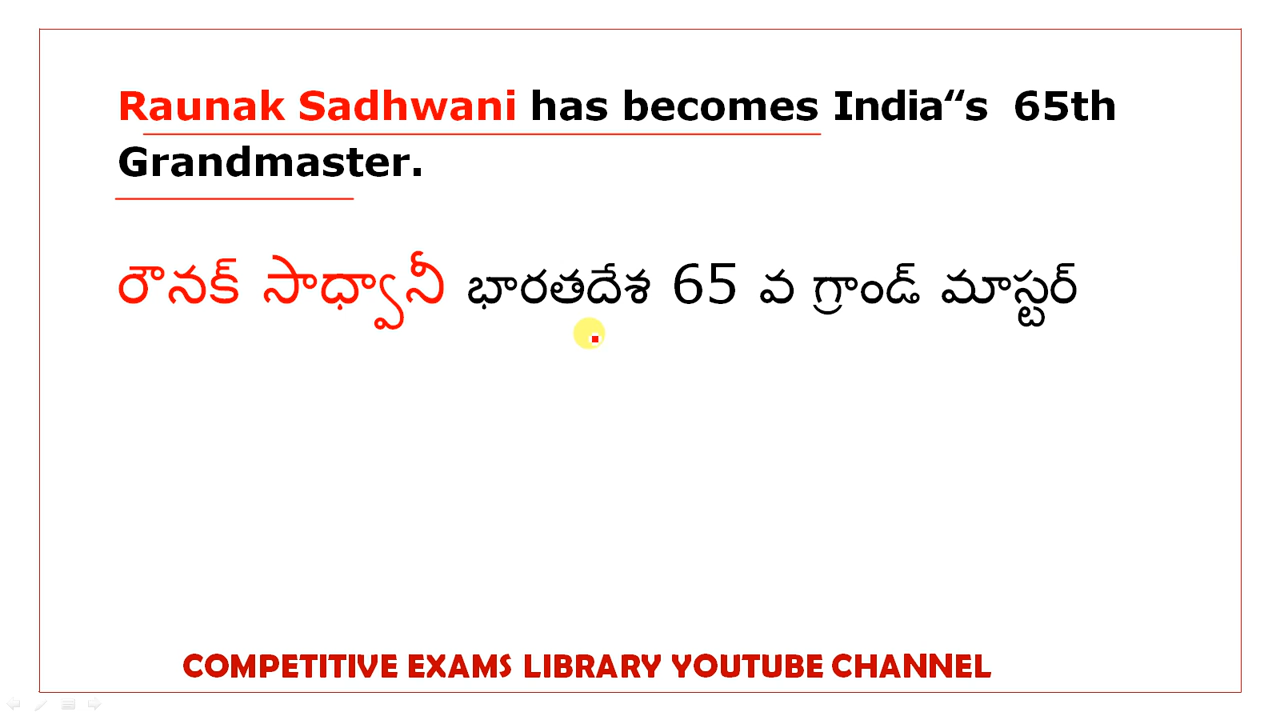 Raunak Sadhwani has becomes India“s 65th
Grandmaster.
రౌనక్ సాధ్వానీ భారతదేశ 65 వ గ్రాండ్ మాస్టర్
COMPETITIVE EXAMS LIBRARY YOUTUBE CHANNEL